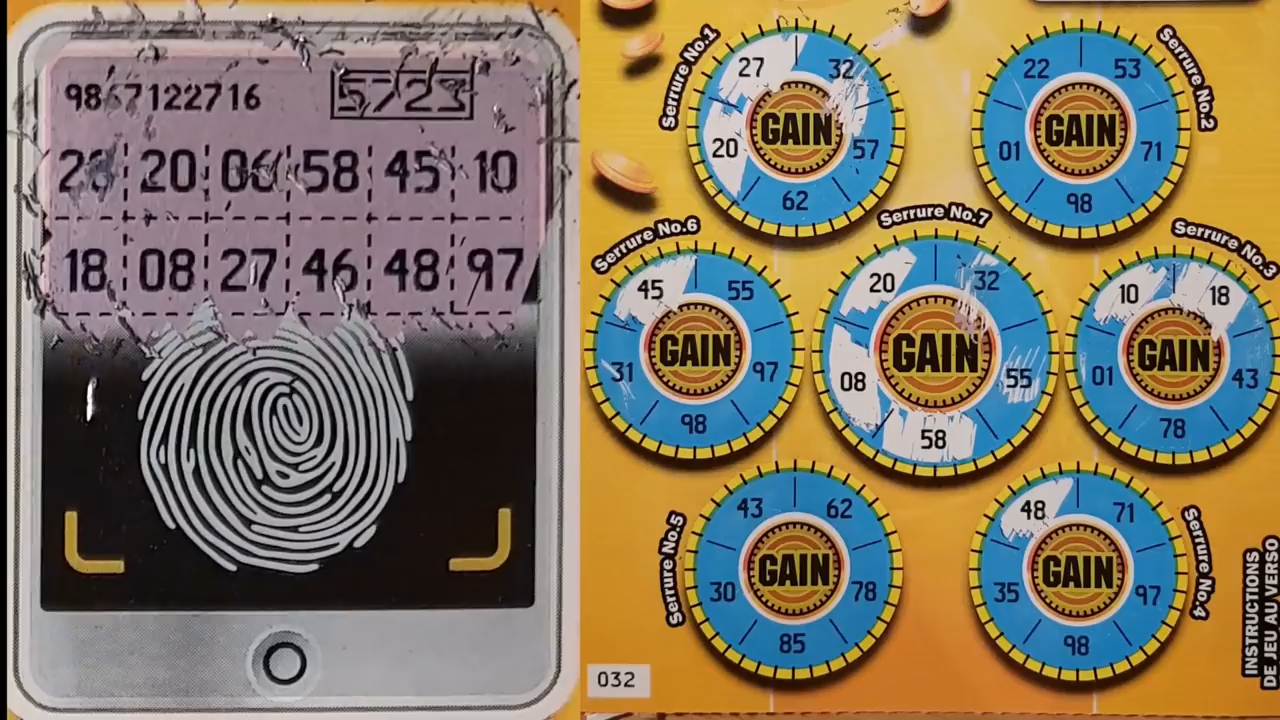 9867122716 5723
20 06 58 45 10
18 08 27 46 48 97
Serrure No.1
27 32
20 GAIN 57
62
Serrure No.2
22 53
01 GAIN 71
98
Serrure No.6
45 55
31 GAIN 97
98
Serrure No.7
20 32
08 GAIN 55
58
Serrure No.3
10 18
01 GAIN 43
78
Serrure No.5
43 62
30 GAIN 78
85
Serrure No.4
48 71
35 GAIN 97
98
032
INSTRUCTIONS
DE JEU AU VERSO